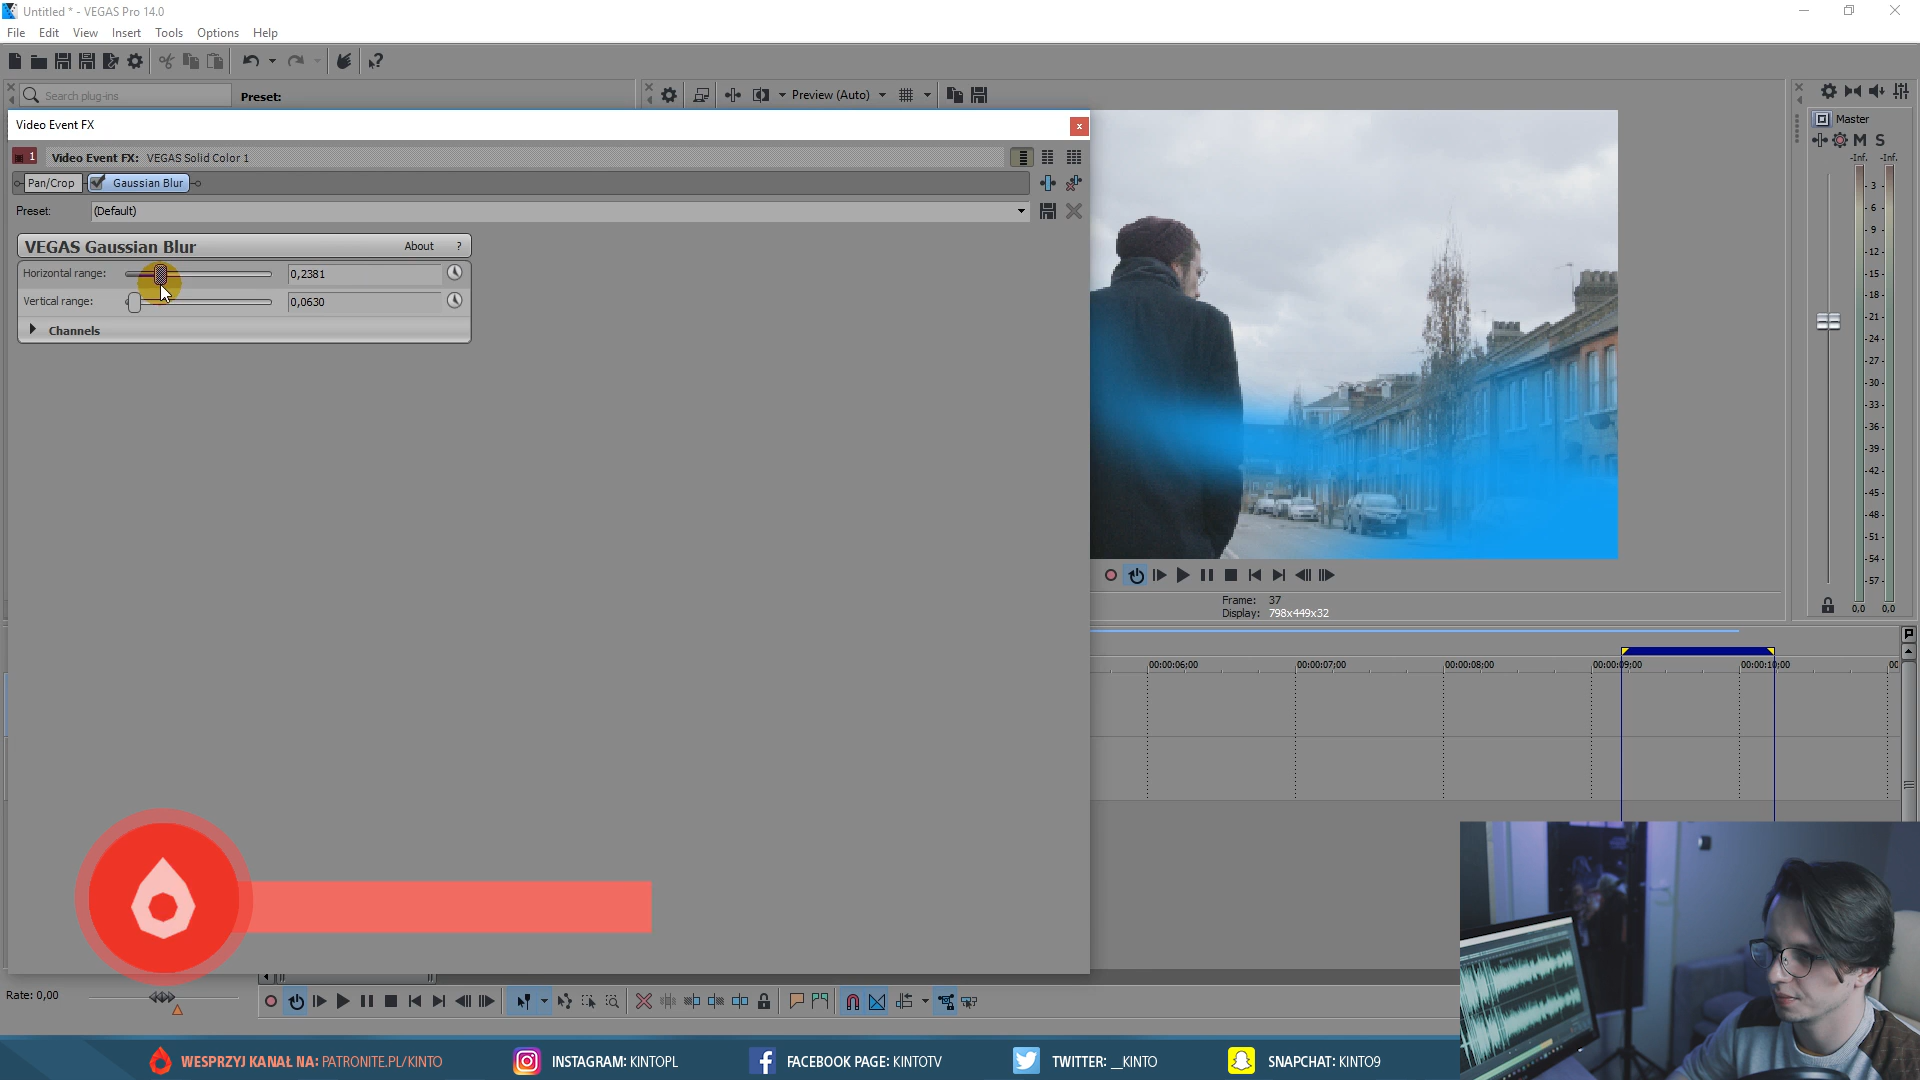 Untitled * - VEGAS Pro 14.0
File Edit View Insert Tools Options Help
Search plug-ins
Preset:
Preview (Auto)
Master
M S
-Inf. -Inf.
- 3 -
- 6 -
- 9 -
- 12 -
- 15 -
- 18 -
- 21 -
- 24 -
- 27 -
- 30 -
- 33 -
- 36 -
- 39 -
- 42 -
- 45 -
- 48 -
- 51 -
- 54 -
- 57 -
0,0 0,0
Video Event FX
1 Video Event FX: VEGAS Solid Color 1
Pan/Crop Gaussian Blur
Preset: (Default)
VEGAS Gaussian Blur About ?
Horizontal range: 0,2381
Vertical range: 0,0630
Channels
Frame: 37
Display: 798x449x32
00:00:06;00 00:00:07;00 00:00:08;00 00:00:09;00 00:00:10;00 00
Rate: 0,00
WESPRZYJ KANAŁ NA: PATRONITE.PL/KINTO
INSTAGRAM: KINTOPL
FACEBOOK PAGE: KINTOTV
TWITTER: __KINTO
SNAPCHAT: KINTO9